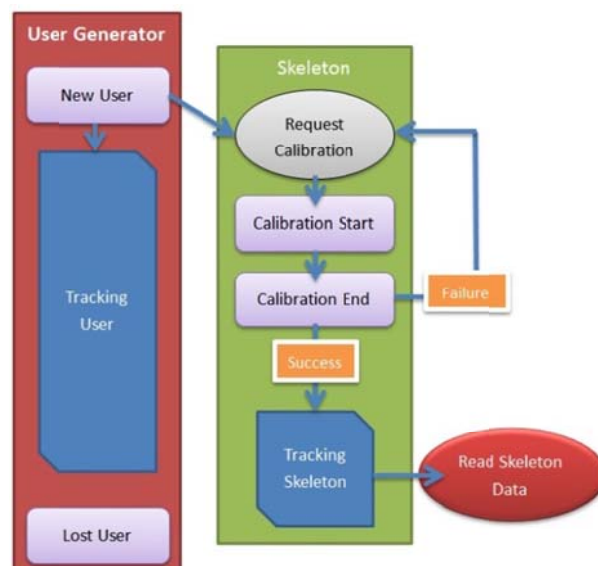 User Generator
New User
Tracking
User
Lost User
Skeleton
Request
Calibration
Calibration Start
Calibration End
Failure
Success
Tracking
Skeleton
Read Skeleton
Data